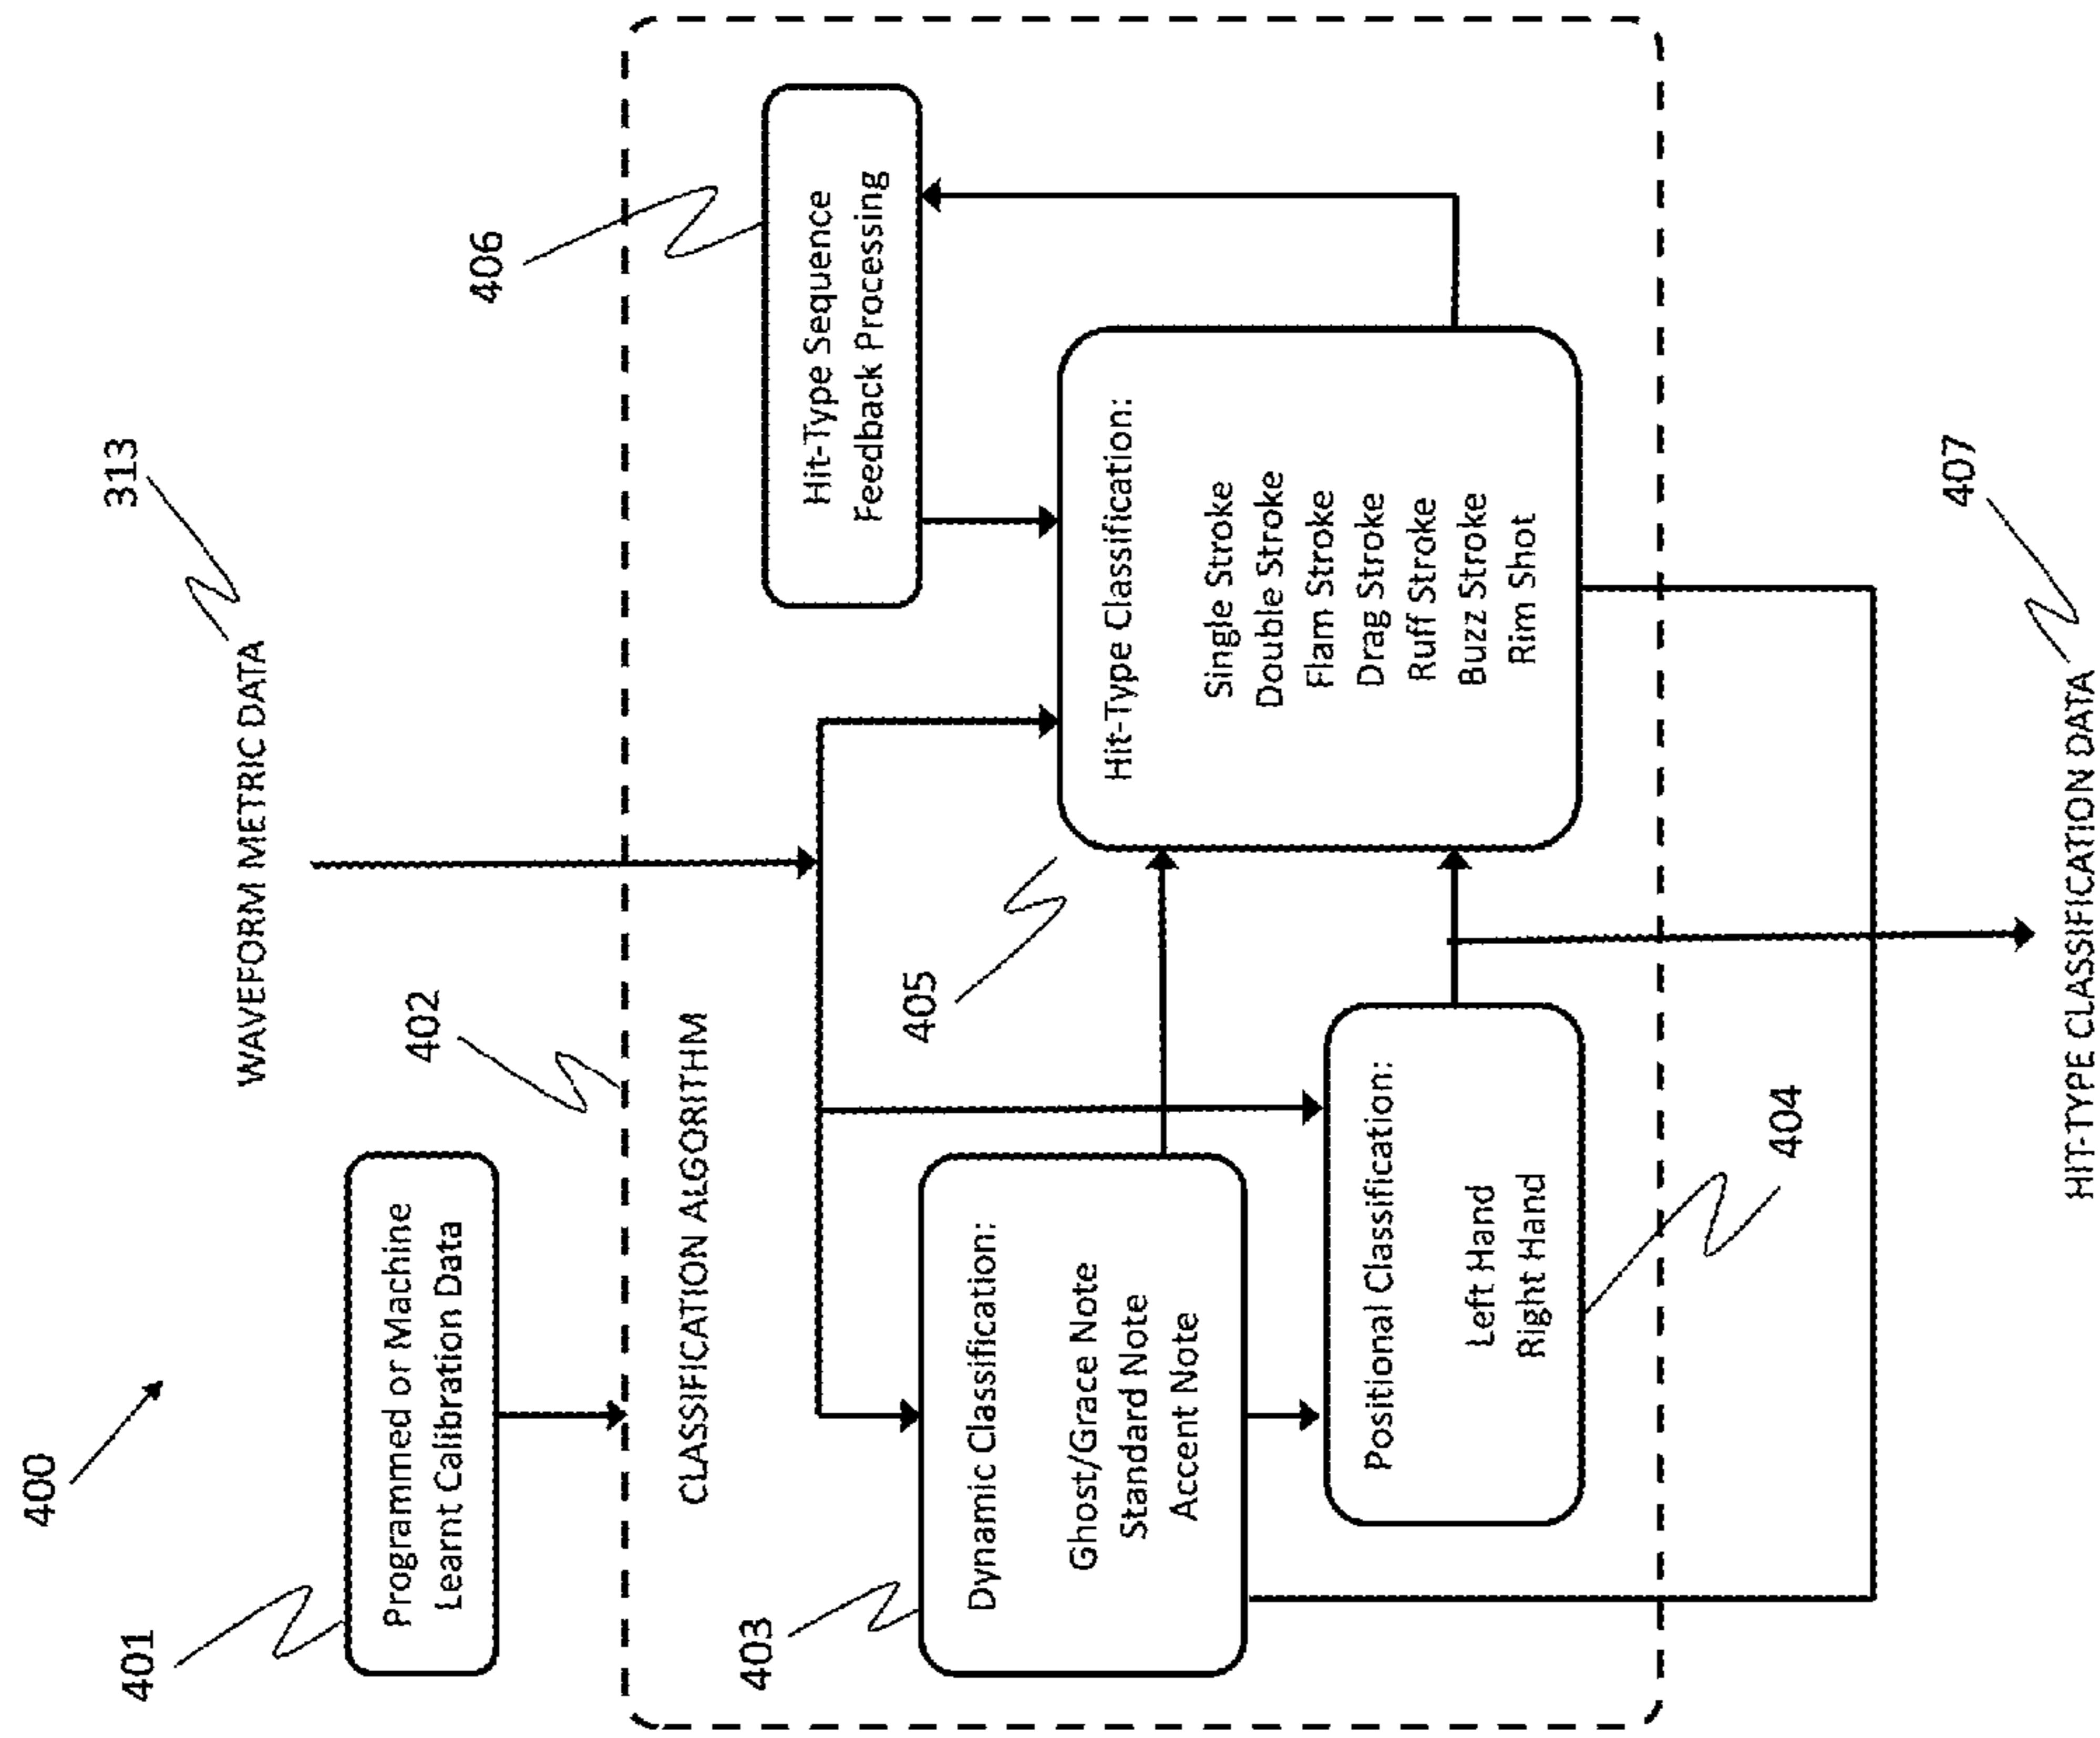 400
401
Programmed or Machine
Learnt Calibration Data
WAVEFORM METRIC DATA
313
402
CLASSIFICATION ALGORITHM
403
Dynamic Classification:
Ghost/Grace Note
Standard Note
Accent Note
Positional Classification:
Left Hand
Right Hand
404
405
Hit-Type Classification:
Single Stroke
Double Stroke
Flam Stroke
Drag Stroke
Ruff Stroke
Buzz Stroke
Rim Shot
406
Hit-Type Sequence
Feedback Processing
407
HIT-TYPE CLASSIFICATION DATA